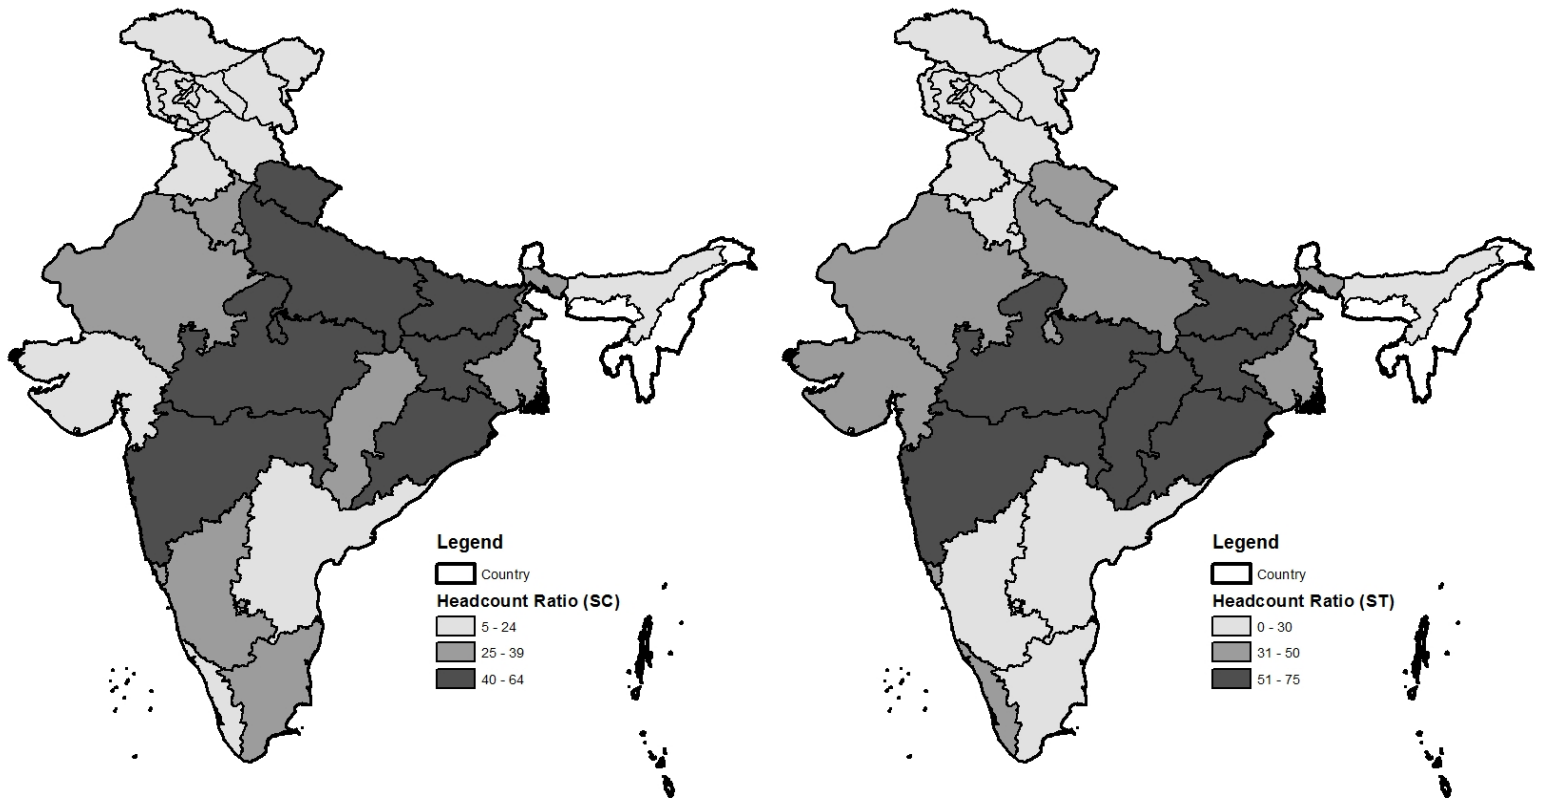 Legend
Country
Headcount Ratio (SC)
5 - 24
25 - 39
40 - 64
Legend
Country
Headcount Ratio (ST)
0 - 30
31 - 50
51 - 75